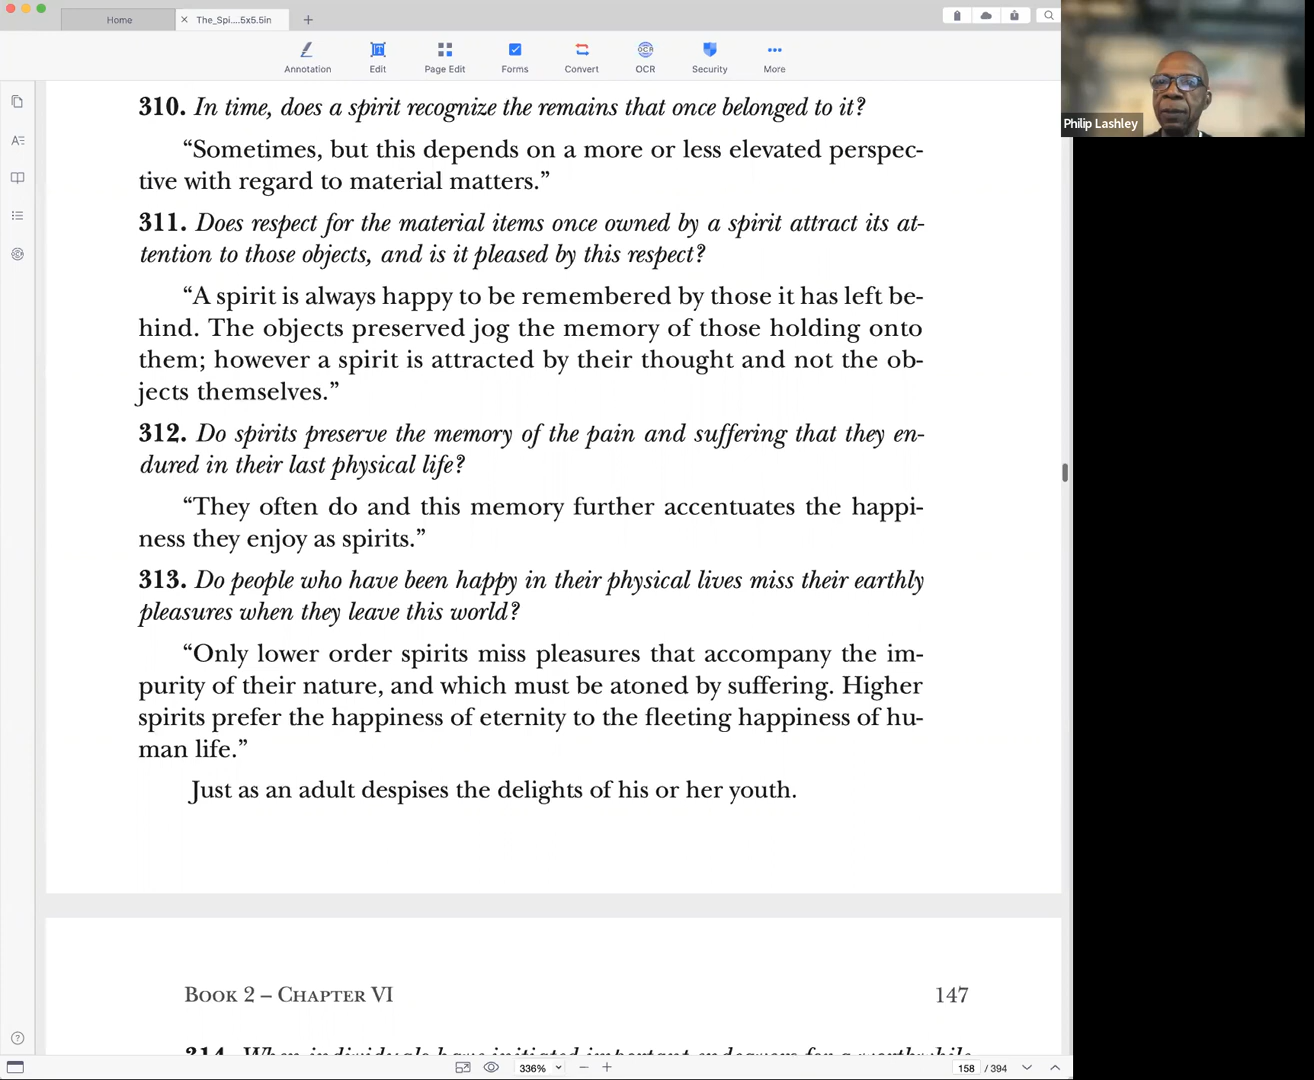 Home
The_Spi....5x5.5in
Annotation
Edit
Page Edit
Forms
Convert
OCR
OCR
Security
More
Philip Lashley
310. In time, does a spirit recognize the remains that once belonged to it?
“Sometimes, but this depends on a more or less elevated perspec-
tive with regard to material matters.”
311. Does respect for the material items once owned by a spirit attract its at-
tention to those objects, and is it pleased by this respect?
“A spirit is always happy to be remembered by those it has left be-
hind. The objects preserved jog the memory of those holding onto
them; however a spirit is attracted by their thought and not the ob-
jects themselves.”
312. Do spirits preserve the memory of the pain and suffering that they en-
dured in their last physical life?
“They often do and this memory further accentuates the happi-
ness they enjoy as spirits.”
313. Do people who have been happy in their physical lives miss their earthly
pleasures when they leave this world?
“Only lower order spirits miss pleasures that accompany the im-
purity of their nature, and which must be atoned by suffering. Higher
spirits prefer the happiness of eternity to the fleeting happiness of hu-
man life.”
Just as an adult despises the delights of his or her youth.
BOOK 2 – CHAPTER VI
147
314. When individuals have initiated important endeavors for a worthwhile
336%
158 / 394